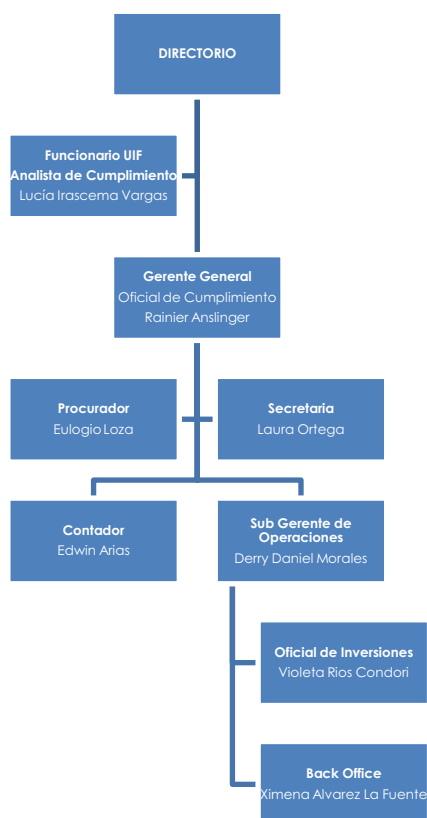 DIRECTORIO
Funcionario UIF
Analista de Cumplimiento
Lucía Irascema Vargas
Gerente General
Oficial de Cumplimiento
Rainier Anslinger
Procurador
Eulogio Loza
Secretaria
Laura Ortega
Contador
Edwin Arias
Sub Gerente de
Operaciones
Derry Daniel Morales
Oficial de Inversiones
Violeta Rios Condori
Back Office
Ximena Alvarez La Fuente